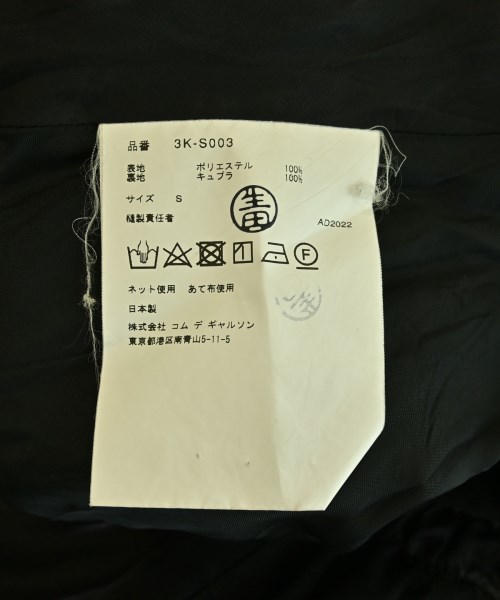 品番 3K-S003
表地 ポリエステル 100%
裏地 キュプラ 100%
サイズ S
生田
縫製責任者
AD2022
F
ネット使用 あて布使用
日本製
株式会社 コム デ ギャルソン
東京都港区南青山5-11-5